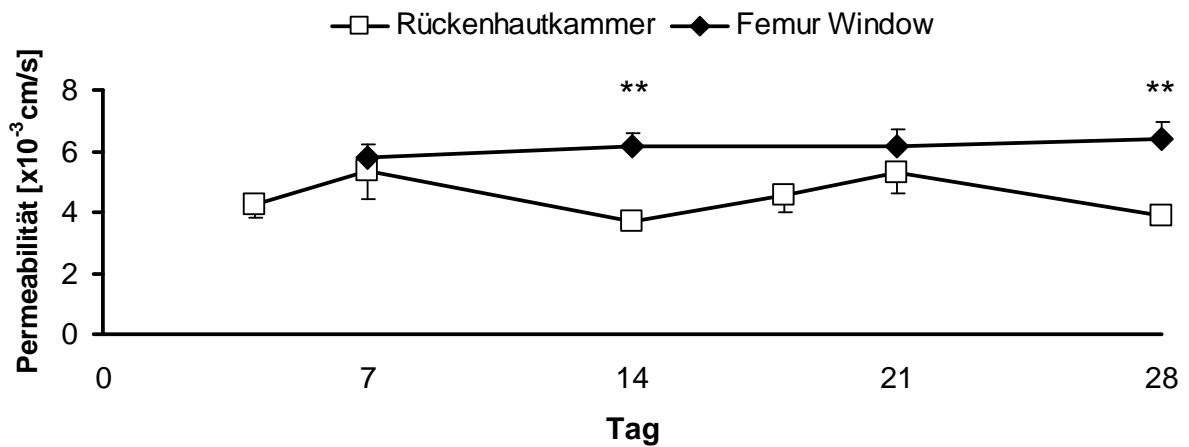 Rückenhautkammer Femur Window
Permeabilität [x10⁻³cm/s]
8 ** **
6
4
2
0
0 7 14 21 28
Tag